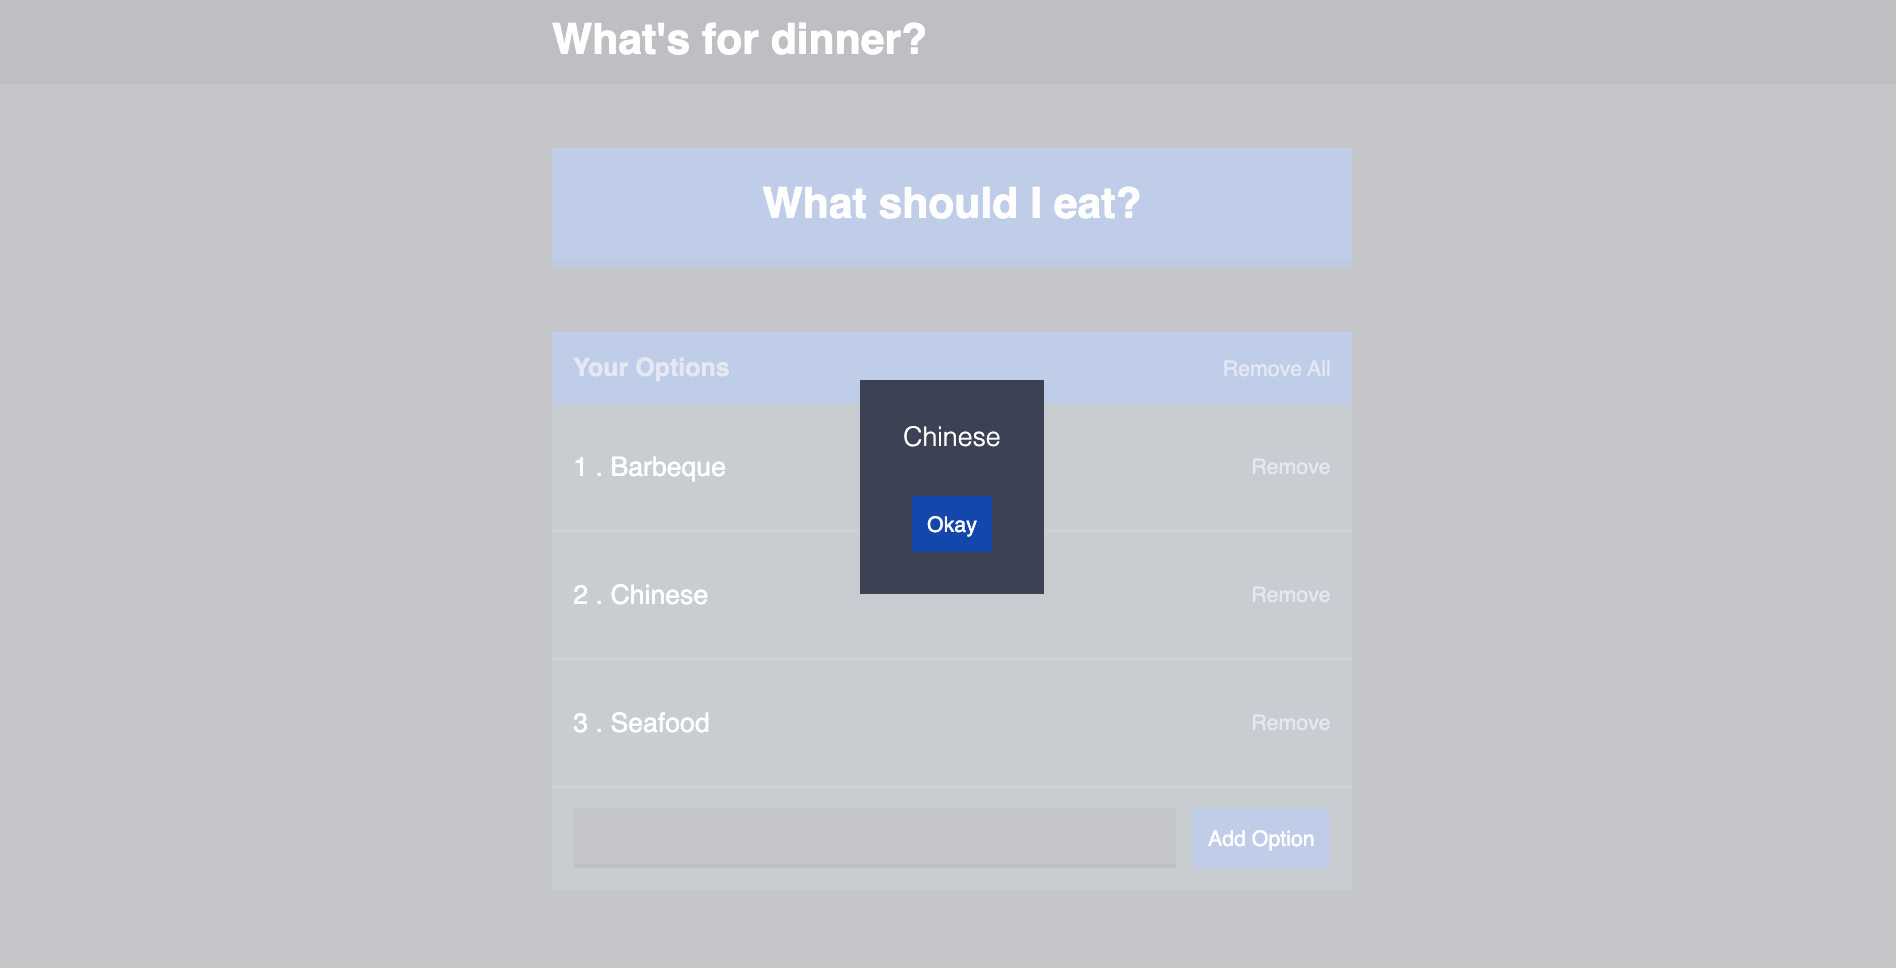 What's for dinner?
What should I eat?
Your Options Remove All
Chinese
Okay
1 . Barbeque Remove
2 . Chinese Remove
3 . Seafood Remove
Add Option